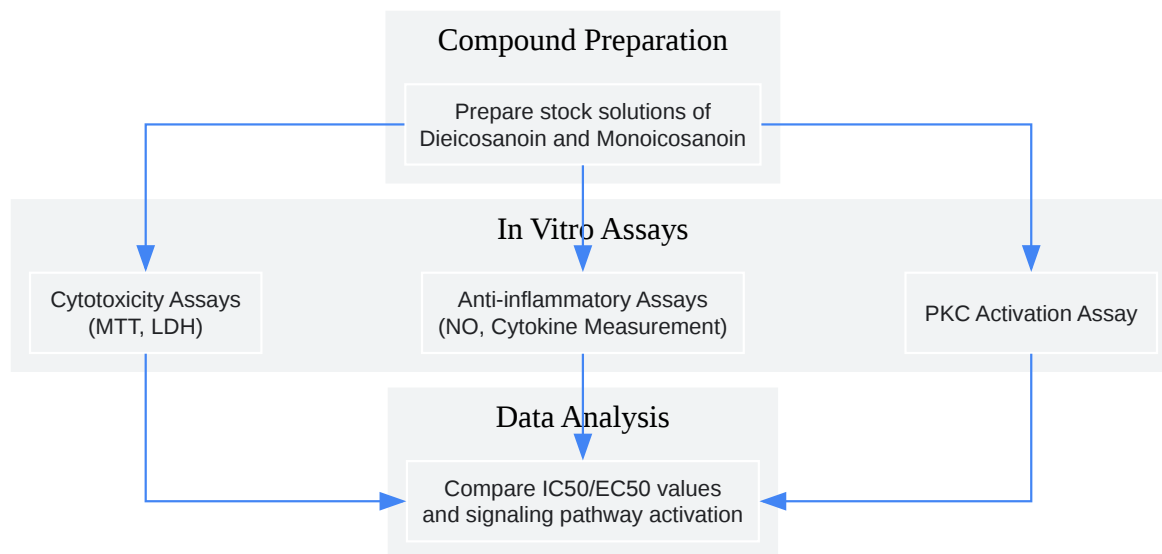 Compound Preparation
Prepare stock solutions of
Dieicosanoin and Monoicosanoin
In Vitro Assays
Cytotoxicity Assays
(MTT, LDH)
Anti-inflammatory Assays
(NO, Cytokine Measurement)
PKC Activation Assay
Data Analysis
Compare IC50/EC50 values
and signaling pathway activation